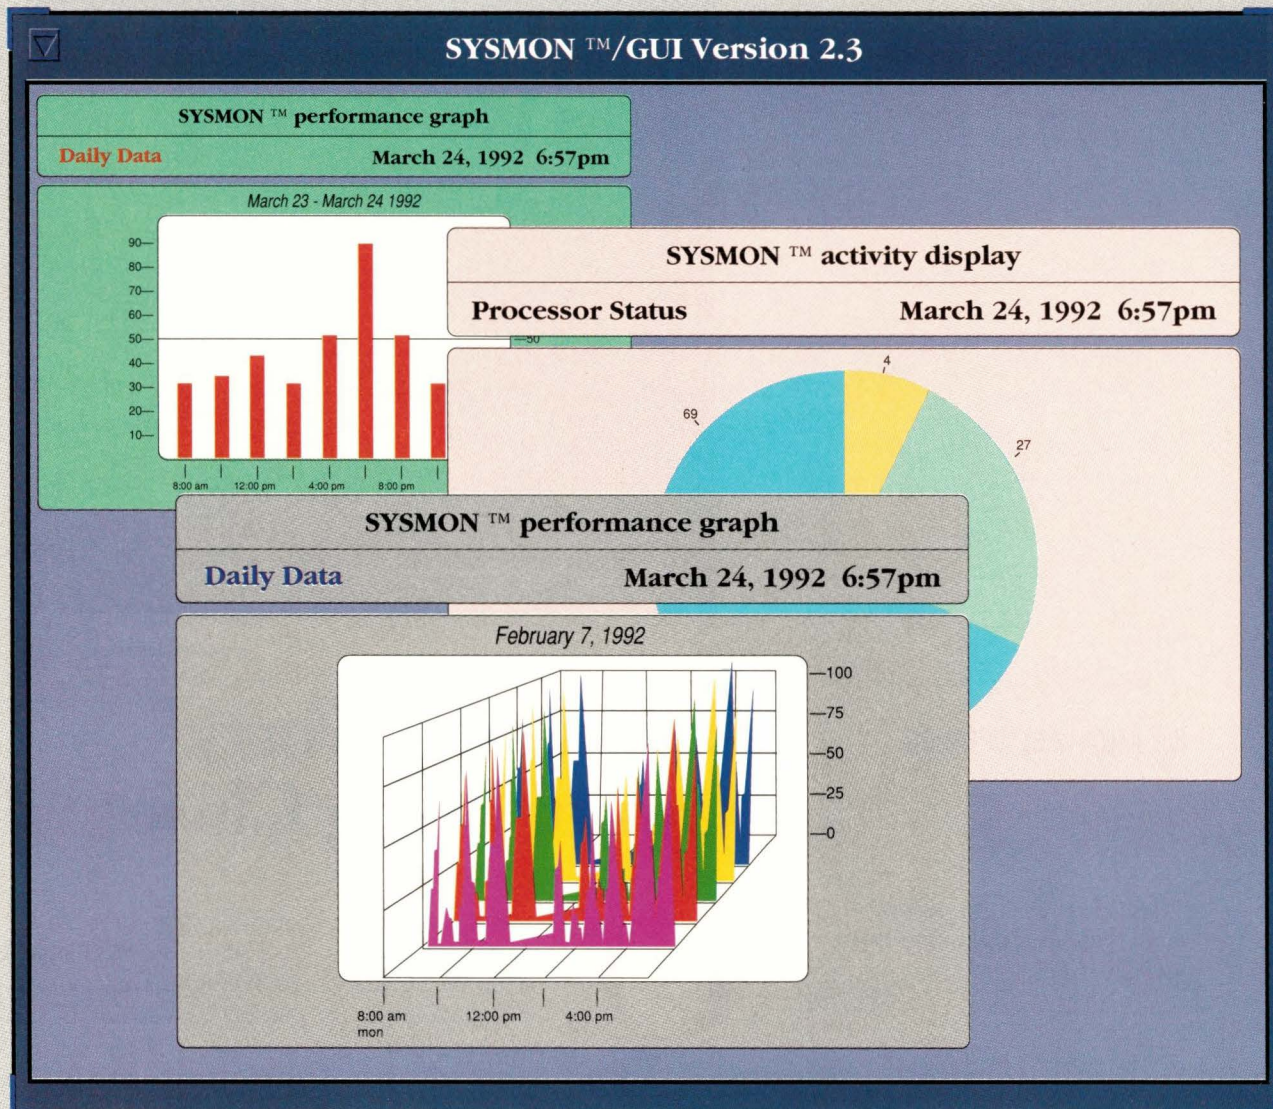 SYSMON ™/GUI Version 2.3
SYSMON ™ performance graph
Daily Data March 24, 1992 6:57pm
March 23 - March 24 1992
90
80
70
60
50
40
30
20
10
50
8:00 am 12:00 pm 4:00 pm 8:00 pm
SYSMON ™ activity display
Processor Status March 24, 1992 6:57pm
4
69
27
SYSMON ™ performance graph
Daily Data March 24, 1992 6:57pm
February 7, 1992
100
75
50
25
0
8:00 am 12:00 pm 4:00 pm
mon